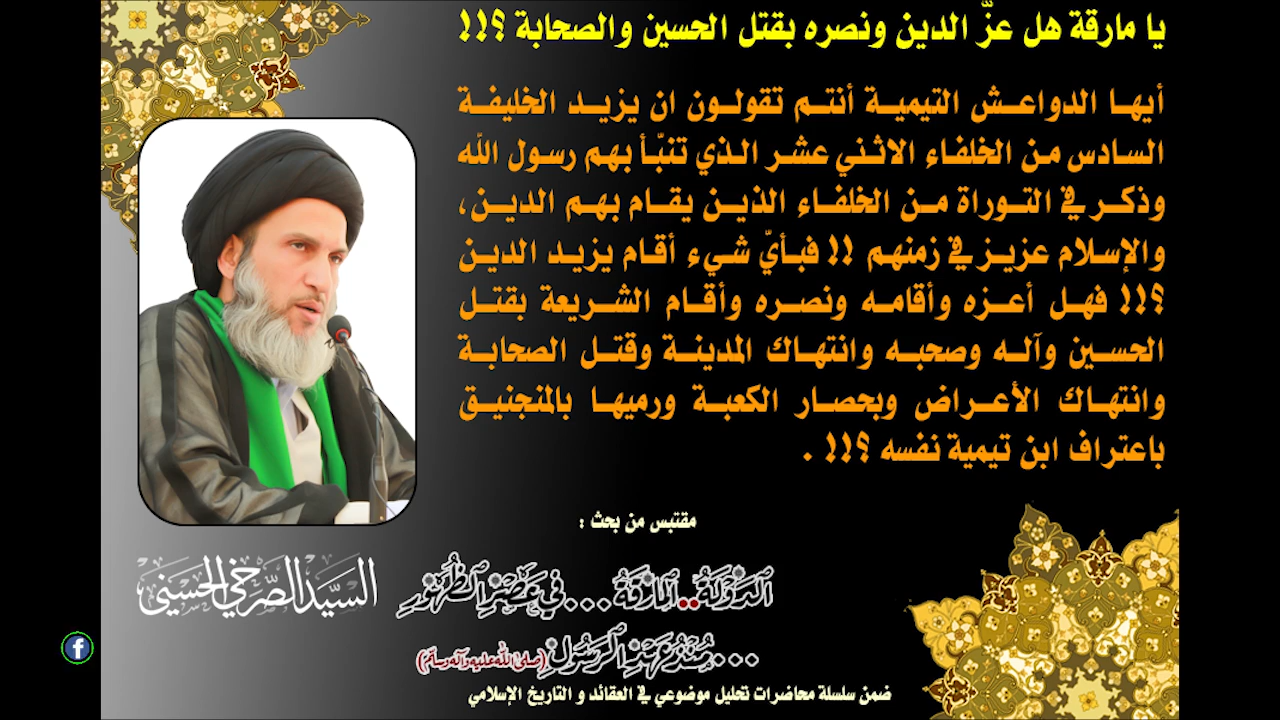 يا مارقة هل عزّ الدين ونصره بقتل الحسين والصحابة ؟!!
أيها الدواعش التيمية أنتم تقولون ان يزيد الخليفة
السادس من الخلفاء الاثني عشر الذي تنبّأ بهم رسول الله
وذكر في التوراة من الخلفاء الذين يقام بهم الدين،
والإسلام عزيز في زمنهم !! فبأيّ شيء أقام يزيد الدين
؟!! فهل أعزه وأقامه ونصره وأقام الشريعة بقتل
الحسين وآله وصحبه وانتهاك المدينة وقتل الصحابة
وانتهاك الأعراض وبحصار الكعبة ورميها بالمنجنيق
باعتراف ابن تيمية نفسه ؟!! .
مقتبس من بحث :
الدولة..المارقة...في عصر الظهور
السيد الصرخي الحسني
...منذ عهد الرسول (صلى الله عليه وآله وسلم)
ضمن سلسلة محاضرات تحليل موضوعي في العقائد و التاريخ الإسلامي
f